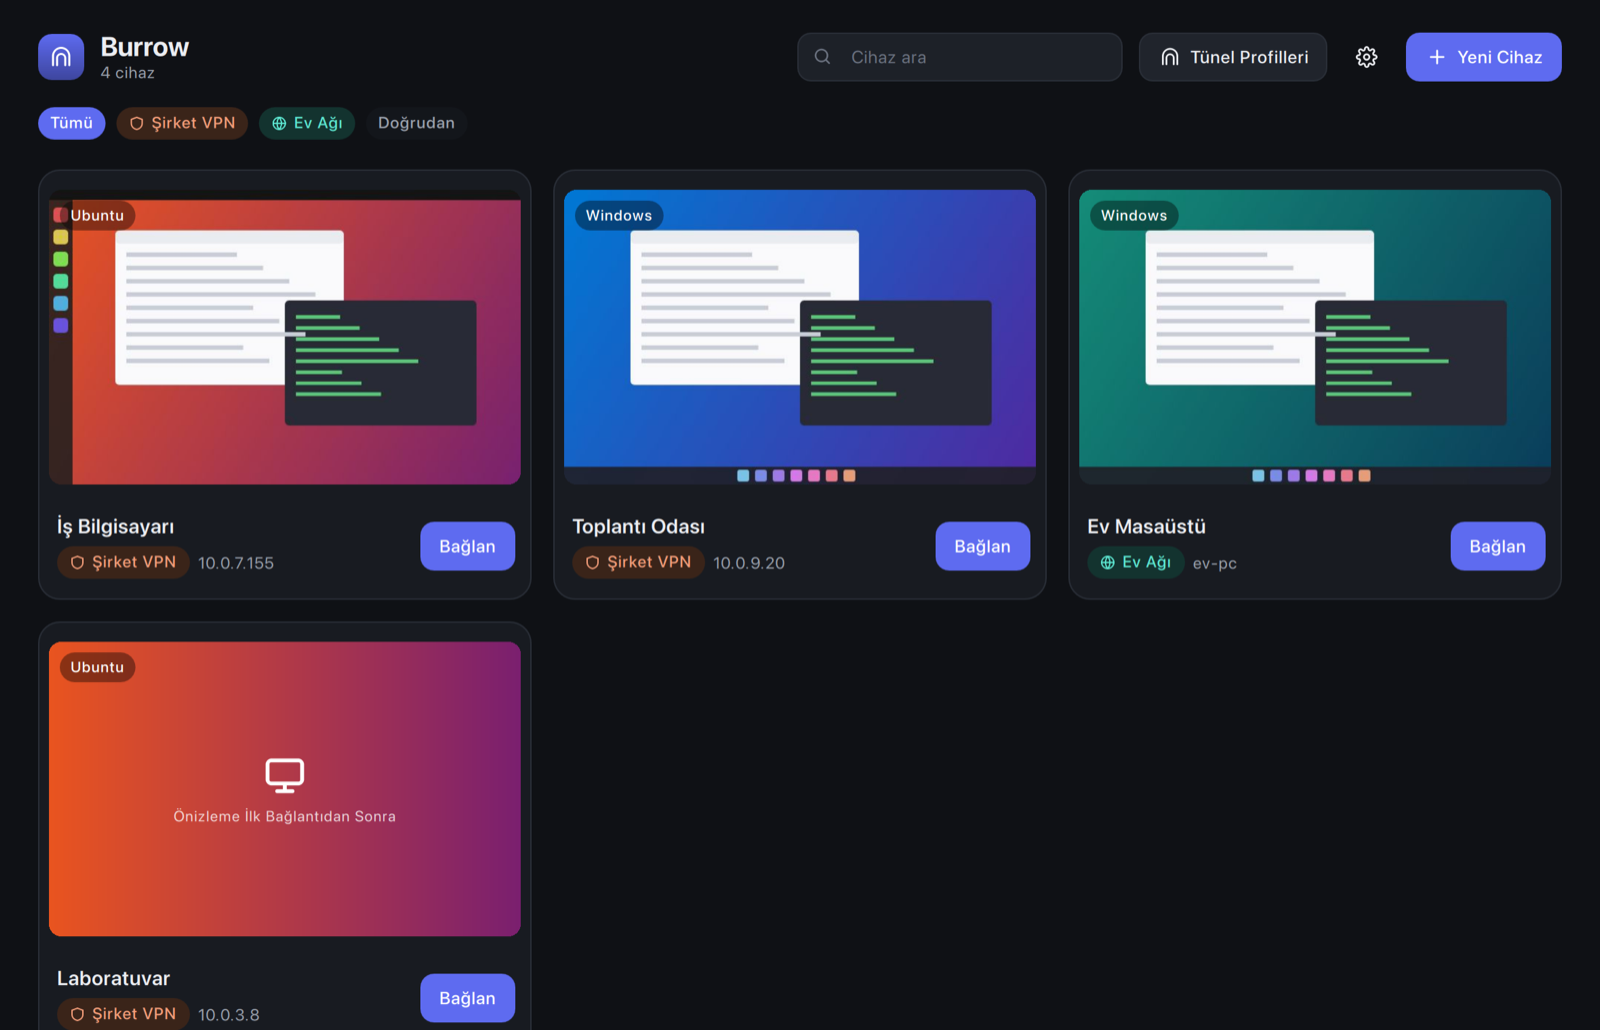 Burrow
4 cihaz
Cihaz ara
Tünel Profilleri
Yeni Cihaz
Tümü
Şirket VPN
Ev Ağı
Doğrudan
Ubuntu
İş Bilgisayarı
Şirket VPN 10.0.7.155
Bağlan
Windows
Toplantı Odası
Şirket VPN 10.0.9.20
Bağlan
Windows
Ev Masaüstü
Ev Ağı ev-pc
Bağlan
Ubuntu
Önizleme İlk Bağlantıdan Sonra
Laboratuvar
Şirket VPN 10.0.3.8
Bağlan